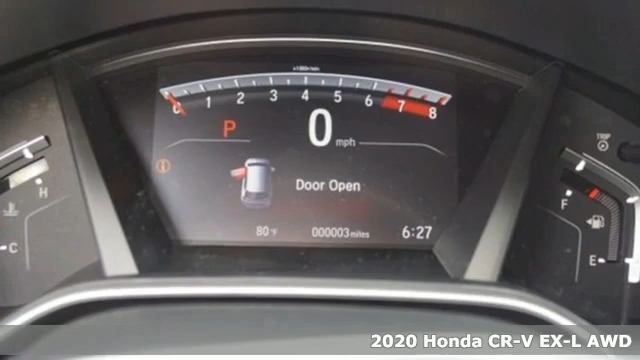 x1000r/min
0 1 2 3 4 5 6 7 8
P
0 mph
TRIP
H
F
Door Open
C
E
80°F 000003 miles 6:27
2020 Honda CR-V EX-L AWD